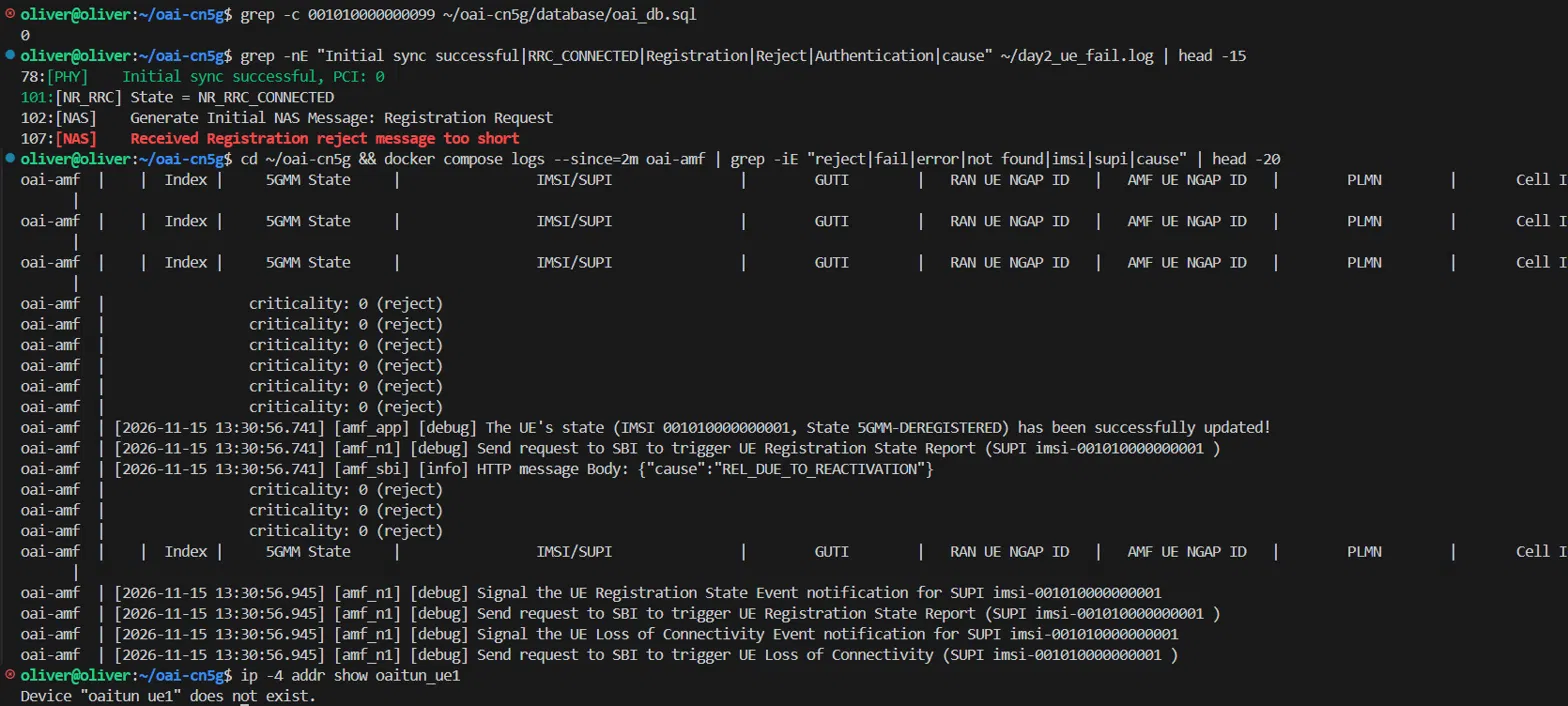 oliver@oliver:~/oai-cn5g$ grep -c 001010000000099 ~/oai-cn5g/database/oai_db.sql
0
oliver@oliver:~/oai-cn5g$ grep -nE "Initial sync successful|RRC_CONNECTED|Registration|Reject|Authentication|cause" ~/day2_ue_fail.log | head -15
78:[PHY]    Initial sync successful, PCI: 0
101:[NR_RRC] State = NR_RRC_CONNECTED
102:[NAS]    Generate Initial NAS Message: Registration Request
107:[NAS]    Received Registration reject message too short
oliver@oliver:~/oai-cn5g$ cd ~/oai-cn5g && docker compose logs --since=2m oai-amf | grep -iE "reject|fail|error|not found|imsi|supi|cause" | head -20
oai-amf  |    |  Index |     5GMM State     |                IMSI/SUPI               |        GUTI        |   RAN UE NGAP ID   |   AMF UE NGAP ID   |        PLMN        |      Cell I
|
oai-amf  |    |  Index |     5GMM State     |                IMSI/SUPI               |        GUTI        |   RAN UE NGAP ID   |   AMF UE NGAP ID   |        PLMN        |      Cell I
|
oai-amf  |    |  Index |     5GMM State     |                IMSI/SUPI               |        GUTI        |   RAN UE NGAP ID   |   AMF UE NGAP ID   |        PLMN        |      Cell I
|
oai-amf  |                 criticality: 0 (reject)
oai-amf  |                 criticality: 0 (reject)
oai-amf  |                 criticality: 0 (reject)
oai-amf  |                 criticality: 0 (reject)
oai-amf  |                 criticality: 0 (reject)
oai-amf  |                 criticality: 0 (reject)
oai-amf  | [2026-11-15 13:30:56.741] [amf_app] [debug] The UE's state (IMSI 001010000000001, State 5GMM-DEREGISTERED) has been successfully updated!
oai-amf  | [2026-11-15 13:30:56.741] [amf_n1] [debug] Send request to SBI to trigger UE Registration State Report (SUPI imsi-001010000000001 )
oai-amf  | [2026-11-15 13:30:56.741] [amf_sbi] [info] HTTP message Body: {"cause":"REL_DUE_TO_REACTIVATION"}
oai-amf  |                 criticality: 0 (reject)
oai-amf  |                 criticality: 0 (reject)
oai-amf  |                 criticality: 0 (reject)
oai-amf  |    |  Index |     5GMM State     |                IMSI/SUPI               |        GUTI        |   RAN UE NGAP ID   |   AMF UE NGAP ID   |        PLMN        |      Cell I
|
oai-amf  | [2026-11-15 13:30:56.945] [amf_n1] [debug] Signal the UE Registration State Event notification for SUPI imsi-001010000000001
oai-amf  | [2026-11-15 13:30:56.945] [amf_n1] [debug] Send request to SBI to trigger UE Registration State Report (SUPI imsi-001010000000001 )
oai-amf  | [2026-11-15 13:30:56.945] [amf_n1] [debug] Signal the UE Loss of Connectivity Event notification for SUPI imsi-001010000000001
oai-amf  | [2026-11-15 13:30:56.945] [amf_n1] [debug] Send request to SBI to trigger UE Loss of Connectivity (SUPI imsi-001010000000001 )
oliver@oliver:~/oai-cn5g$ ip -4 addr show oaitun_ue1
Device "oaitun_ue1" does not exist.